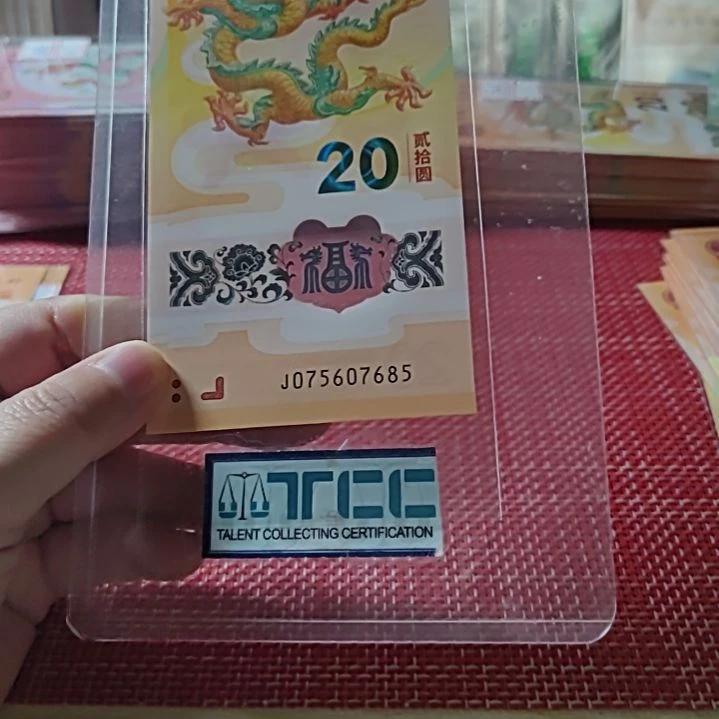 20
贰拾圆
福
J075607685
TCC
TALENT COLLECTING CERTIFICATION